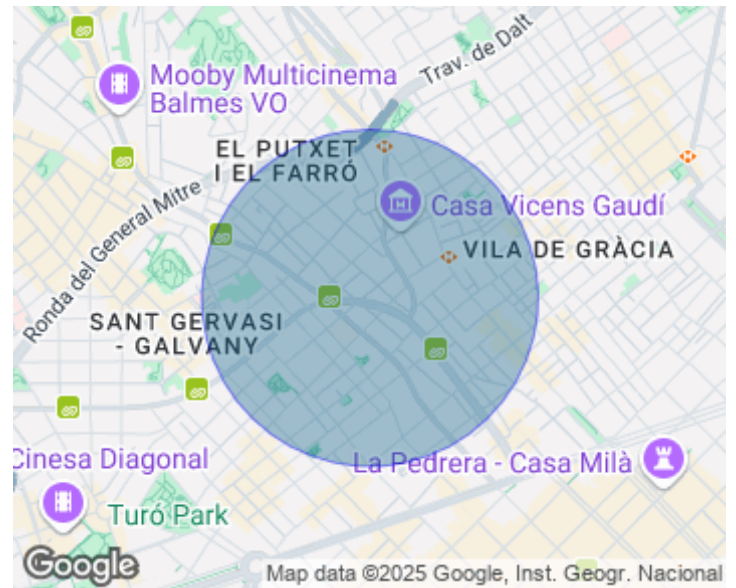 Mooby Multicinema
Balmes VO
Trav. de Dalt
EL PUTXET
I EL FARRÓ
Casa Vicens Gaudí
VILA DE GRÀCIA
Ronda del General Mitre
SANT GERVASI
- GALVANY
Cinesa Diagonal
La Pedrera - Casa Milà
Turó Park
Google
Map data ©2025 Google, Inst. Geogr. Nacional